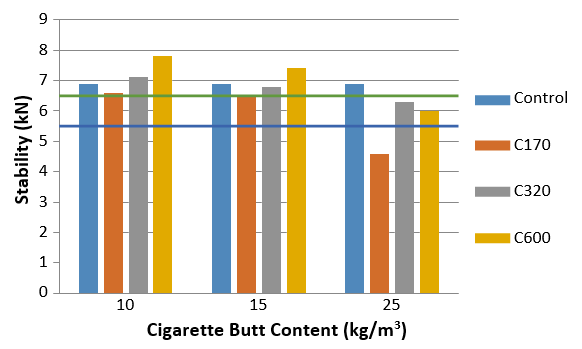 9
8
7
6
5
4
3
2
1
0
Stability (kN)
10
15
25
Cigarette Butt Content (kg/m³)
Control
C170
C320
C600